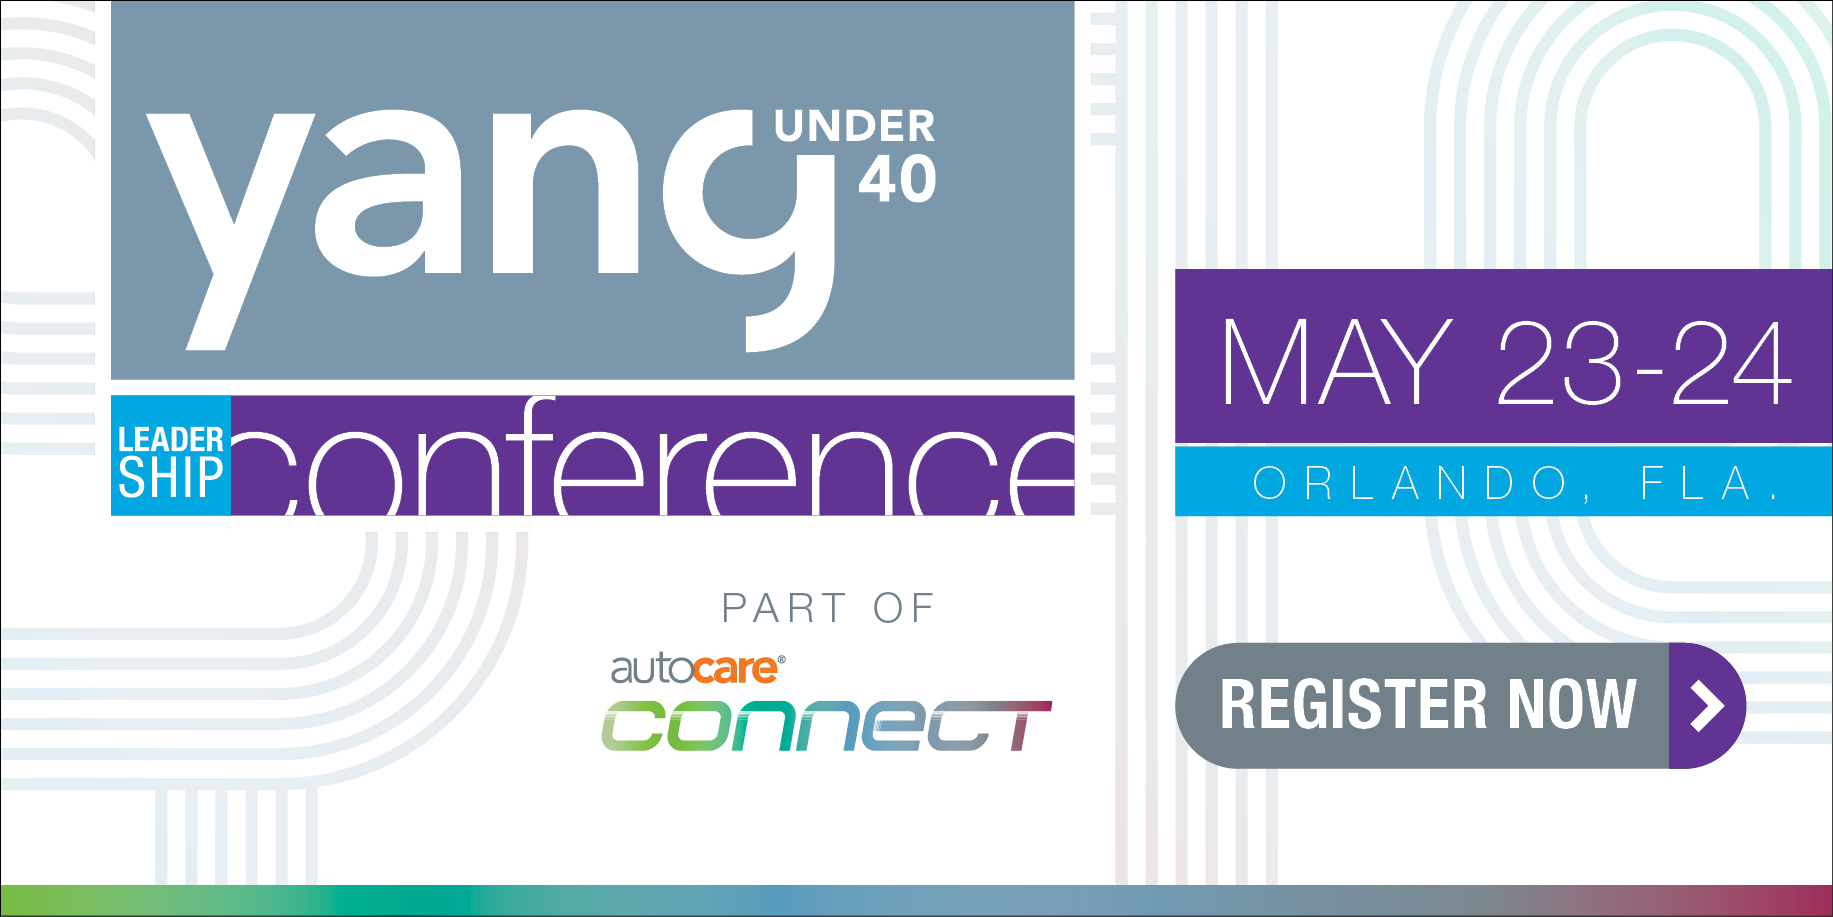 yang UNDER
40
LEADER
SHIP conference
MAY 23-24
ORLANDO, FLA.
PART OF
autocare®
connect
REGISTER NOW